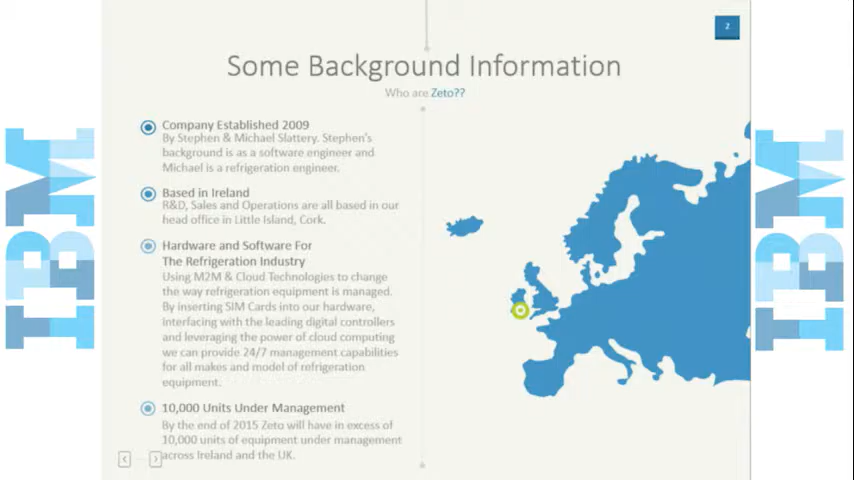 2
Some Background Information
Who are Zeto??
Company Established 2009
By Stephen & Michael Slattery. Stephen's
background is as a software engineer and
Michael is a refrigeration engineer.
Based in Ireland
R&D, Sales and Operations are all based in our
head office in Little Island, Cork.
Hardware and Software For
The Refrigeration Industry
Using M2M & Cloud Technologies to change
the way refrigeration equipment is managed.
By inserting SIM Cards into our hardware,
interfacing with the leading digital controllers
and leveraging the power of cloud computing
we can provide 24/7 management capabilities
for all makes and model of refrigeration
equipment.
10,000 Units Under Management
By the end of 2015 Zeto will have in excess of
10,000 units of equipment under management
across Ireland and the UK.
IBM
IBM